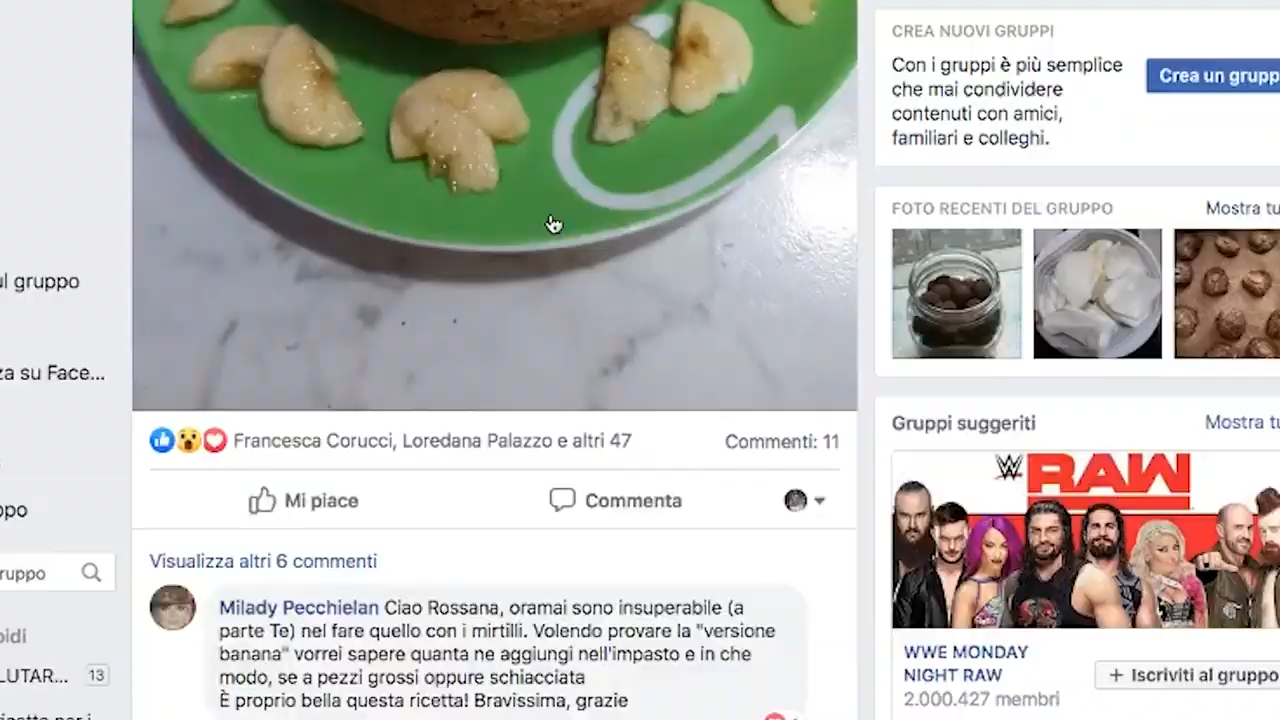 CREA NUOVI GRUPPI
Con i gruppi è più semplice
che mai condividere
contenuti con amici,
familiari e colleghi.
Crea un grupp
FOTO RECENTI DEL GRUPPO
Mostra tu
ul gruppo
za su Face...
ppo
ruppo
pidi
LUTAR...
13
Francesca Corucci, Loredana Palazzo e altri 47
Commenti: 11
Mi piace
Commenta
Visualizza altri 6 commenti
Milady Pecchielan Ciao Rossana, oramai sono insuperabile (a
parte Te) nel fare quello con i mirtilli. Volendo provare la "versione
banana" vorrei sapere quanta ne aggiungi nell'impasto e in che
modo, se a pezzi grossi oppure schiacciata
È proprio bella questa ricetta! Bravissima, grazie
Gruppi suggeriti
Mostra tu
W RAW
WWE MONDAY
NIGHT RAW
2.000.427 membri
+ Iscriviti al gruppo